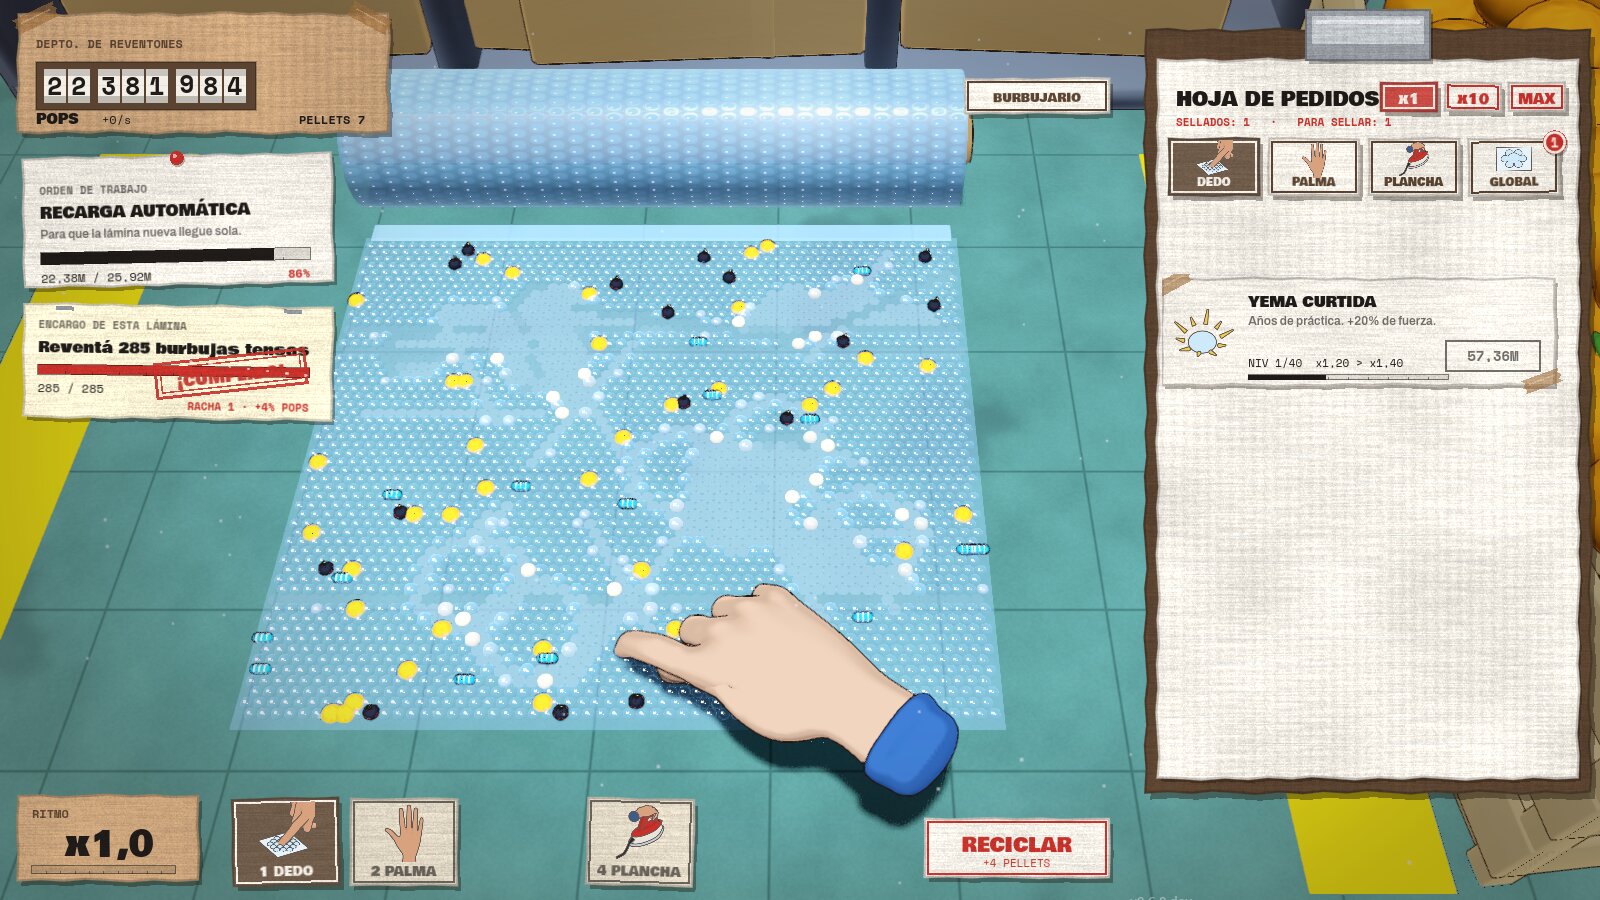 DEPTO. DE REVENTONES
22 381 984
POPS +0/s PELLETS 7
ORDEN DE TRABAJO
RECARGA AUTOMÁTICA
Para que la lámina nueva llegue sola.
22.38M / 25.92M 86%
ENCARGO DE ESTA LÁMINA
Reventá 285 burbujas tensas
285 / 285
RACHA 1 · +4% POPS
BURBUJARIO
HOJA DE PEDIDOS x1 x10 MAX
SELLADOS: 1 · PARA SELLAR: 1
DEDO PALMA PLANCHA GLOBAL 1
YEMA CURTIDA
Años de práctica. +20% de fuerza.
NIV 1/40 x1,20 > x1,40 57.36M
RITMO
x1,0
1 DEDO 2 PALMA 4 PLANCHA
RECICLAR
+4 PELLETS